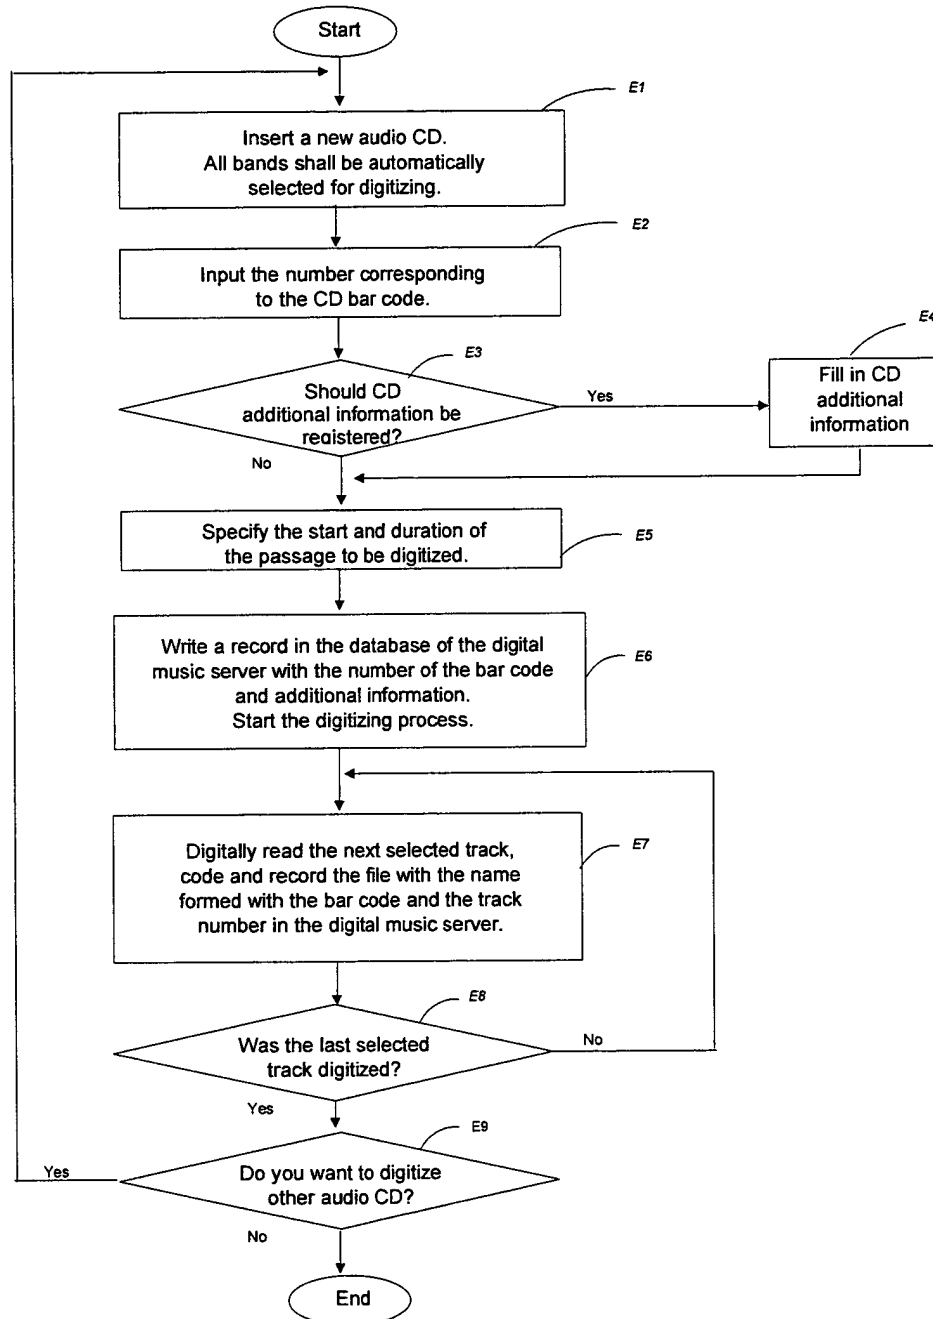 Start
E1
Insert a new audio CD.
All bands shall be automatically
selected for digitizing.
E2
Input the number corresponding
to the CD bar code.
E3
Should CD
additional information be
registered?
Yes
E4
Fill in CD
additional
information
No
Specify the start and duration of
the passage to be digitized.
E5
Write a record in the database of the digital
music server with the number of the bar code
and additional information.
Start the digitizing process.
E6
Digitally read the next selected track,
code and record the file with the name
formed with the bar code and the track
number in the digital music server.
E7
E8
Was the last selected
track digitized?
No
Yes
E9
Do you want to digitize
other audio CD?
Yes
No
End